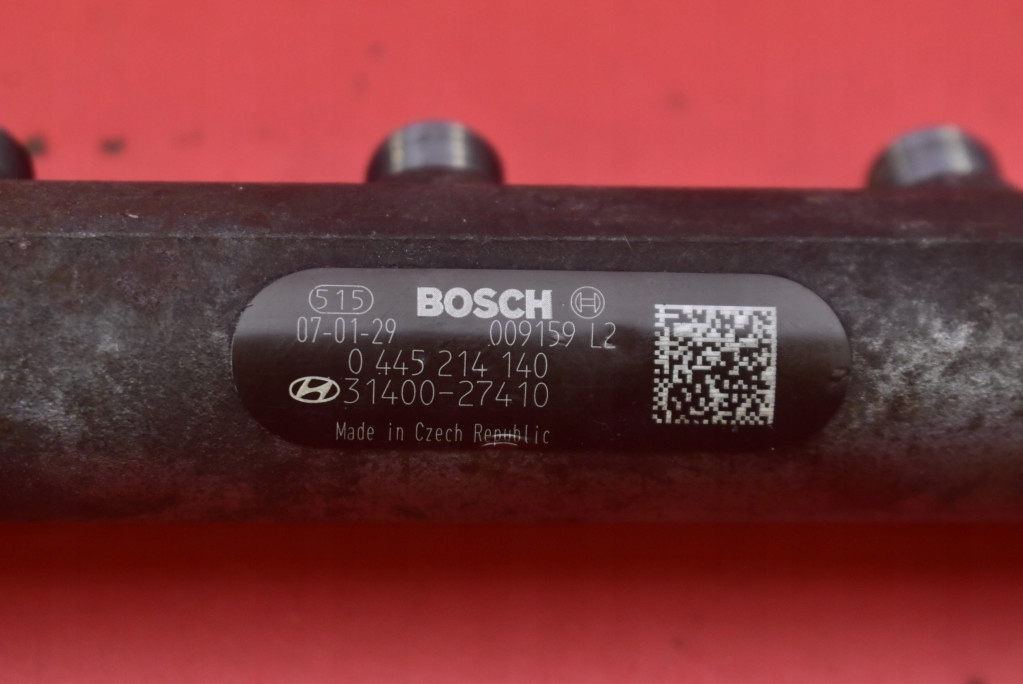 515 BOSCH
07-01-29 009159 L2
0 445 214 140
31400-27410
Made in Czech Republic